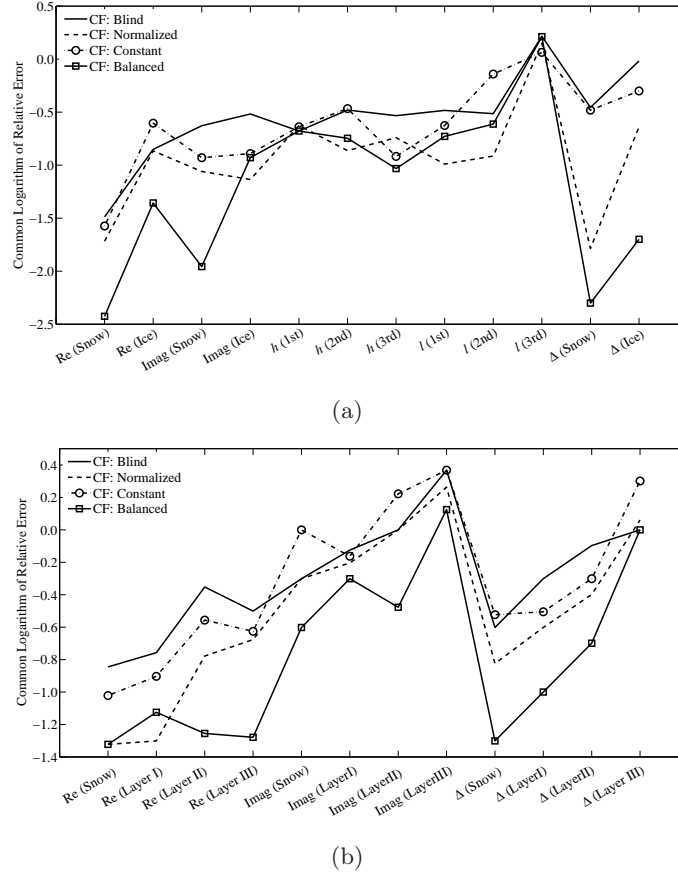 0.5
0.0
−0.5
−1.0
−1.5
−2.0
−2.5
Common Logarithm of Relative Error
CF: Blind
CF: Normalized
CF: Constant
CF: Balanced
Re (Snow)
Re (Ice)
Imag (Snow)
Imag (Ice)
h (1st)
h (2nd)
h (3rd)
l (1st)
l (2nd)
l (3rd)
Δ (Snow)
Δ (Ice)
(a)
0.4
0.2
0.0
−0.2
−0.4
−0.6
−0.8
−1.0
−1.2
−1.4
Common Logarithm of Relative Error
CF: Blind
CF: Normalized
CF: Constant
CF: Balanced
Re (Snow)
Re (Layer I)
Re (Layer II)
Re (Layer III)
Imag (Snow)
Imag (LayerI)
Imag (LayerII)
Imag (LayerIII)
Δ (Snow)
Δ (LayerI)
Δ (LayerII)
Δ (Layer III)
(b)